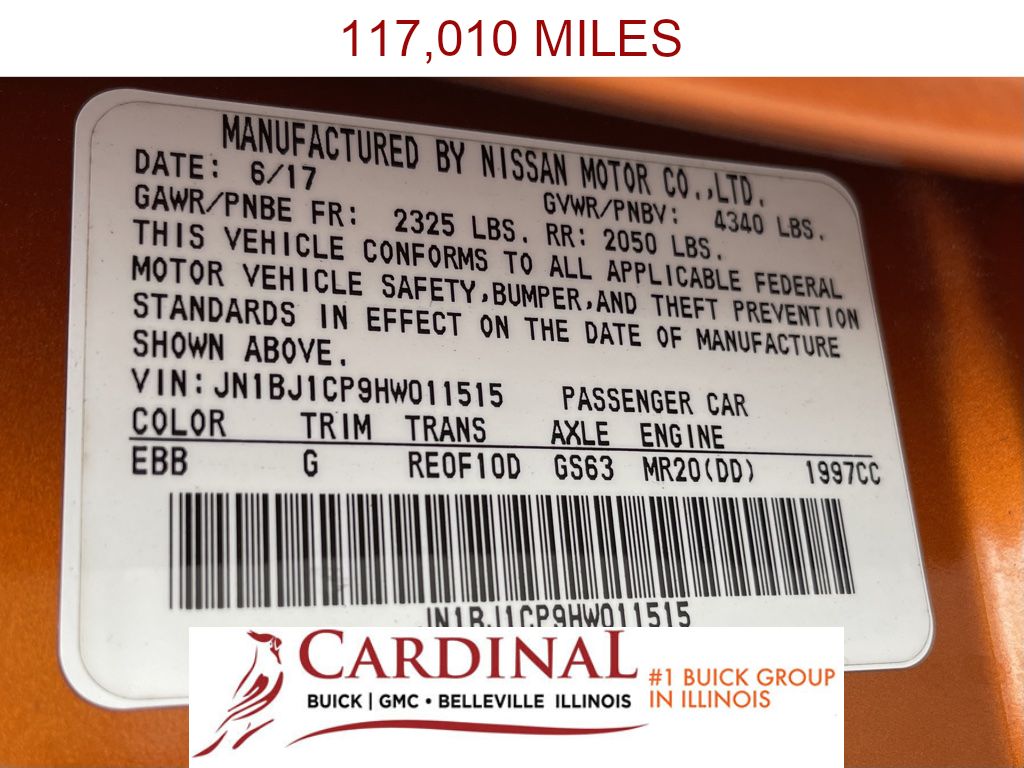 117,010 MILES
MANUFACTURED BY NISSAN MOTOR CO.,LTD.
DATE: 6/17 GVWR/PNBV: 4340 LBS.
GAWR/PNBE FR: 2325 LBS. RR: 2050 LBS.
THIS VEHICLE CONFORMS TO ALL APPLICABLE FEDERAL
MOTOR VEHICLE SAFETY,BUMPER,AND THEFT PREVENTION
STANDARDS IN EFFECT ON THE DATE OF MANUFACTURE
SHOWN ABOVE.
VIN:JN1BJ1CP9HW011515 PASSENGER CAR
COLOR TRIM TRANS AXLE ENGINE
EBB G RE0F10D GS63 MR20(DD) 1997CC
JN1BJ1CP9HW011515
CARDINAL
BUICK | GMC • BELLEVILLE ILLINOIS
#1 BUICK GROUP
IN ILLINOIS